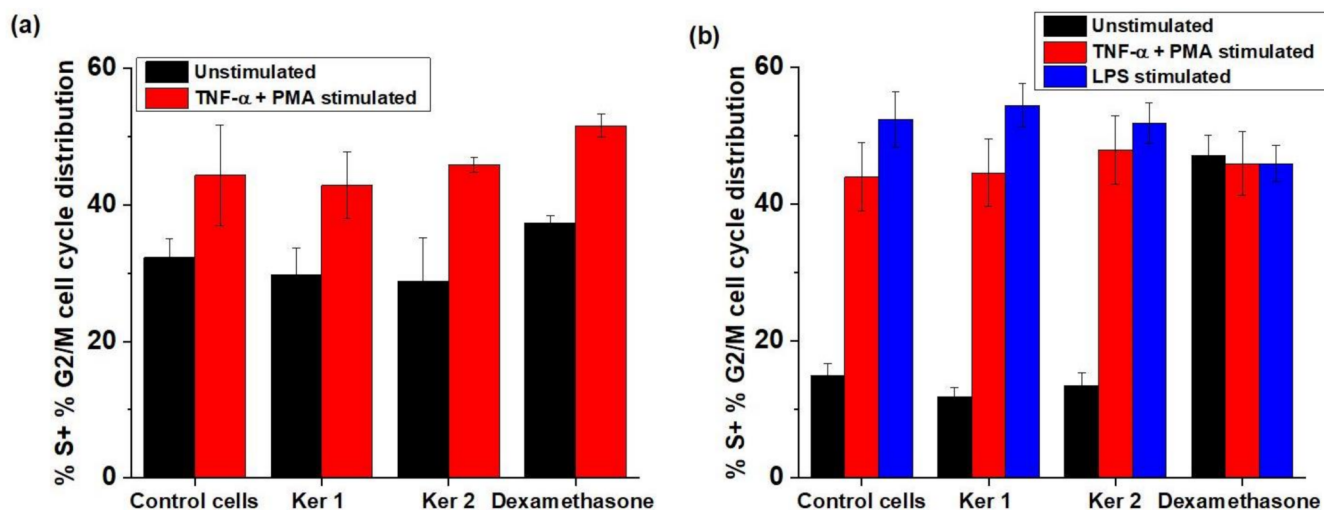 (a)
Unstimulated
TNF-α + PMA stimulated
% S+ % G2/M cell cycle distribution
60
40
20
0
Control cells
Ker 1
Ker 2
Dexamethasone
(b)
Unstimulated
TNF-α + PMA stimulated
LPS stimulated
% S+ % G2/M cell cycle distribution
60
40
20
0
Control cells
Ker 1
Ker 2
Dexamethasone